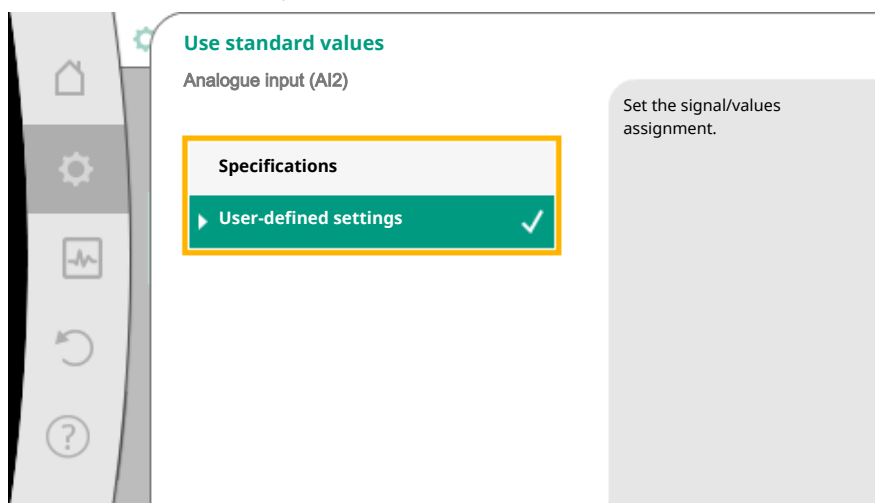 Use standard values
Analogue input (AI2)
Set the signal/values
assignment.
Specifications
User-defined settings
?